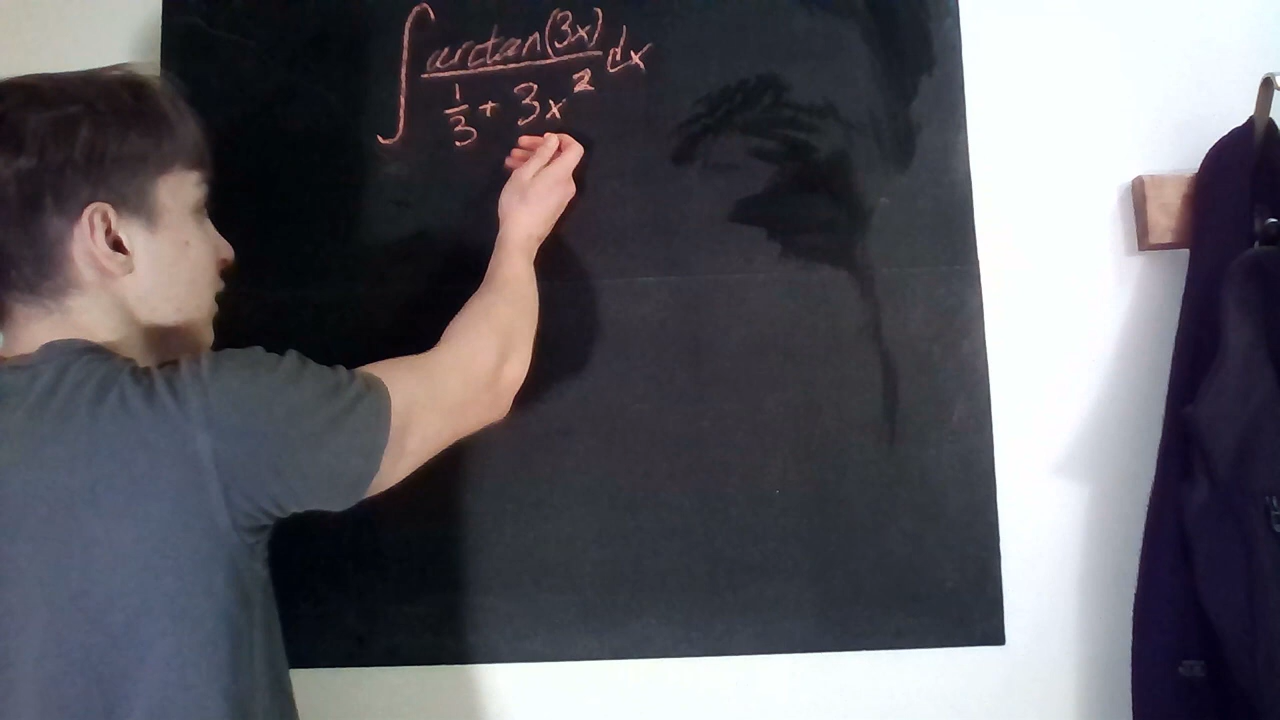 ∫ arctan(3x) / (1/3 + 3x²) dx